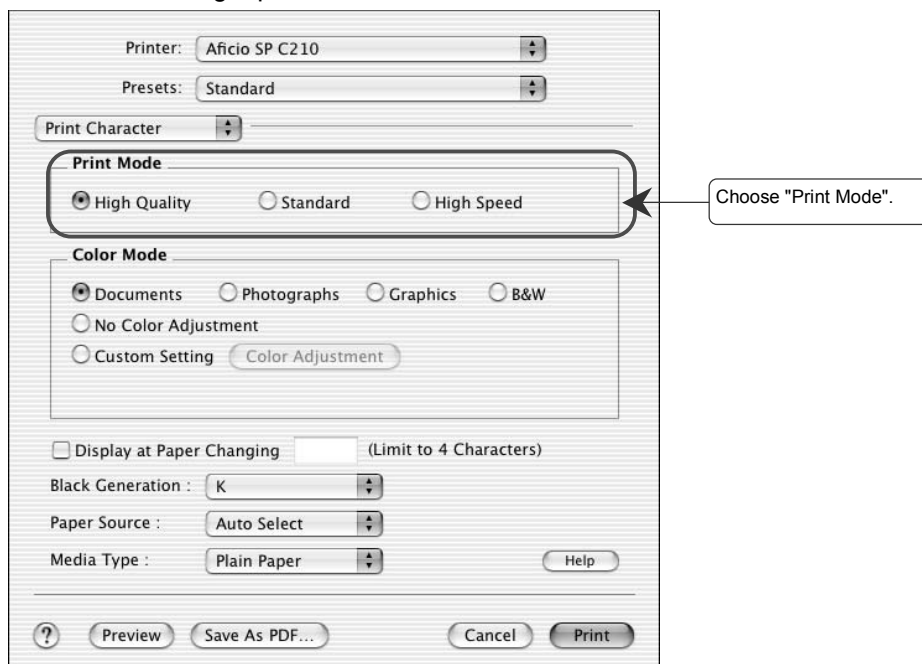 Printer: Aficio SP C210
Presets: Standard
Print Character
Print Mode
High Quality Standard High Speed
Choose "Print Mode".
Color Mode
Documents Photographs Graphics B&W
No Color Adjustment
Custom Setting Color Adjustment
Display at Paper Changing (Limit to 4 Characters)
Black Generation : K
Paper Source : Auto Select
Media Type : Plain Paper Help
? Preview Save As PDF... Cancel Print